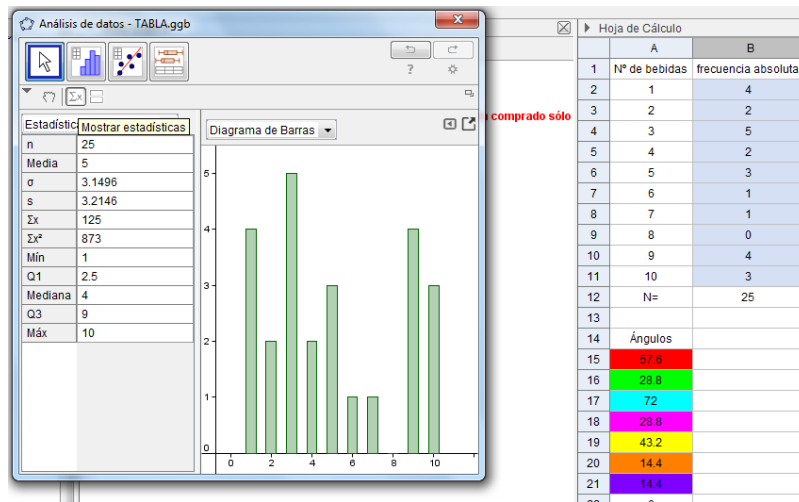 Análisis de datos - TABLA.ggb
Estadístic
Mostrar estadísticas
n 25
Media 5
σ 3.1496
s 3.2146
Σx 125
Σx² 873
Mín 1
Q1 2.5
Mediana 4
Q3 9
Máx 10
Σx
?
Diagrama de Barras
5
4
3
2
1
0
0 2 4 6 8 10
comprado sólo
Hoja de Cálculo
A B
1 Nº de bebidas frecuencia absoluta
2 1 4
3 2 2
4 3 5
5 4 2
6 5 3
7 6 1
8 7 1
9 8 0
10 9 4
11 10 3
12 N= 25
13
14 Ángulos
15 57.6
16 28.8
17 72
18 28.8
19 43.2
20 14.4
21 14.4